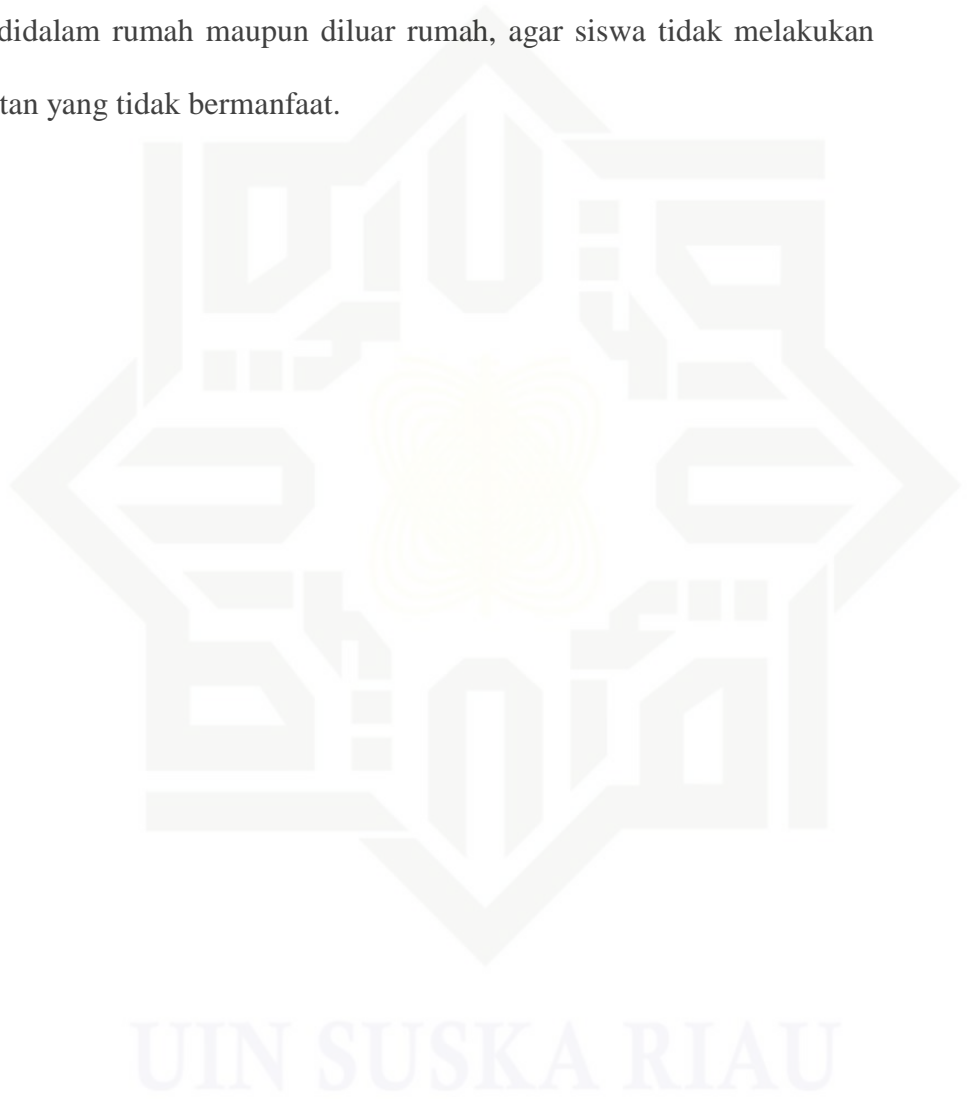 didalam rumah maupun diluar rumah, agar siswa tidak melakukan
tan yang tidak bermanfaat.
UIN SUSKA RIAU